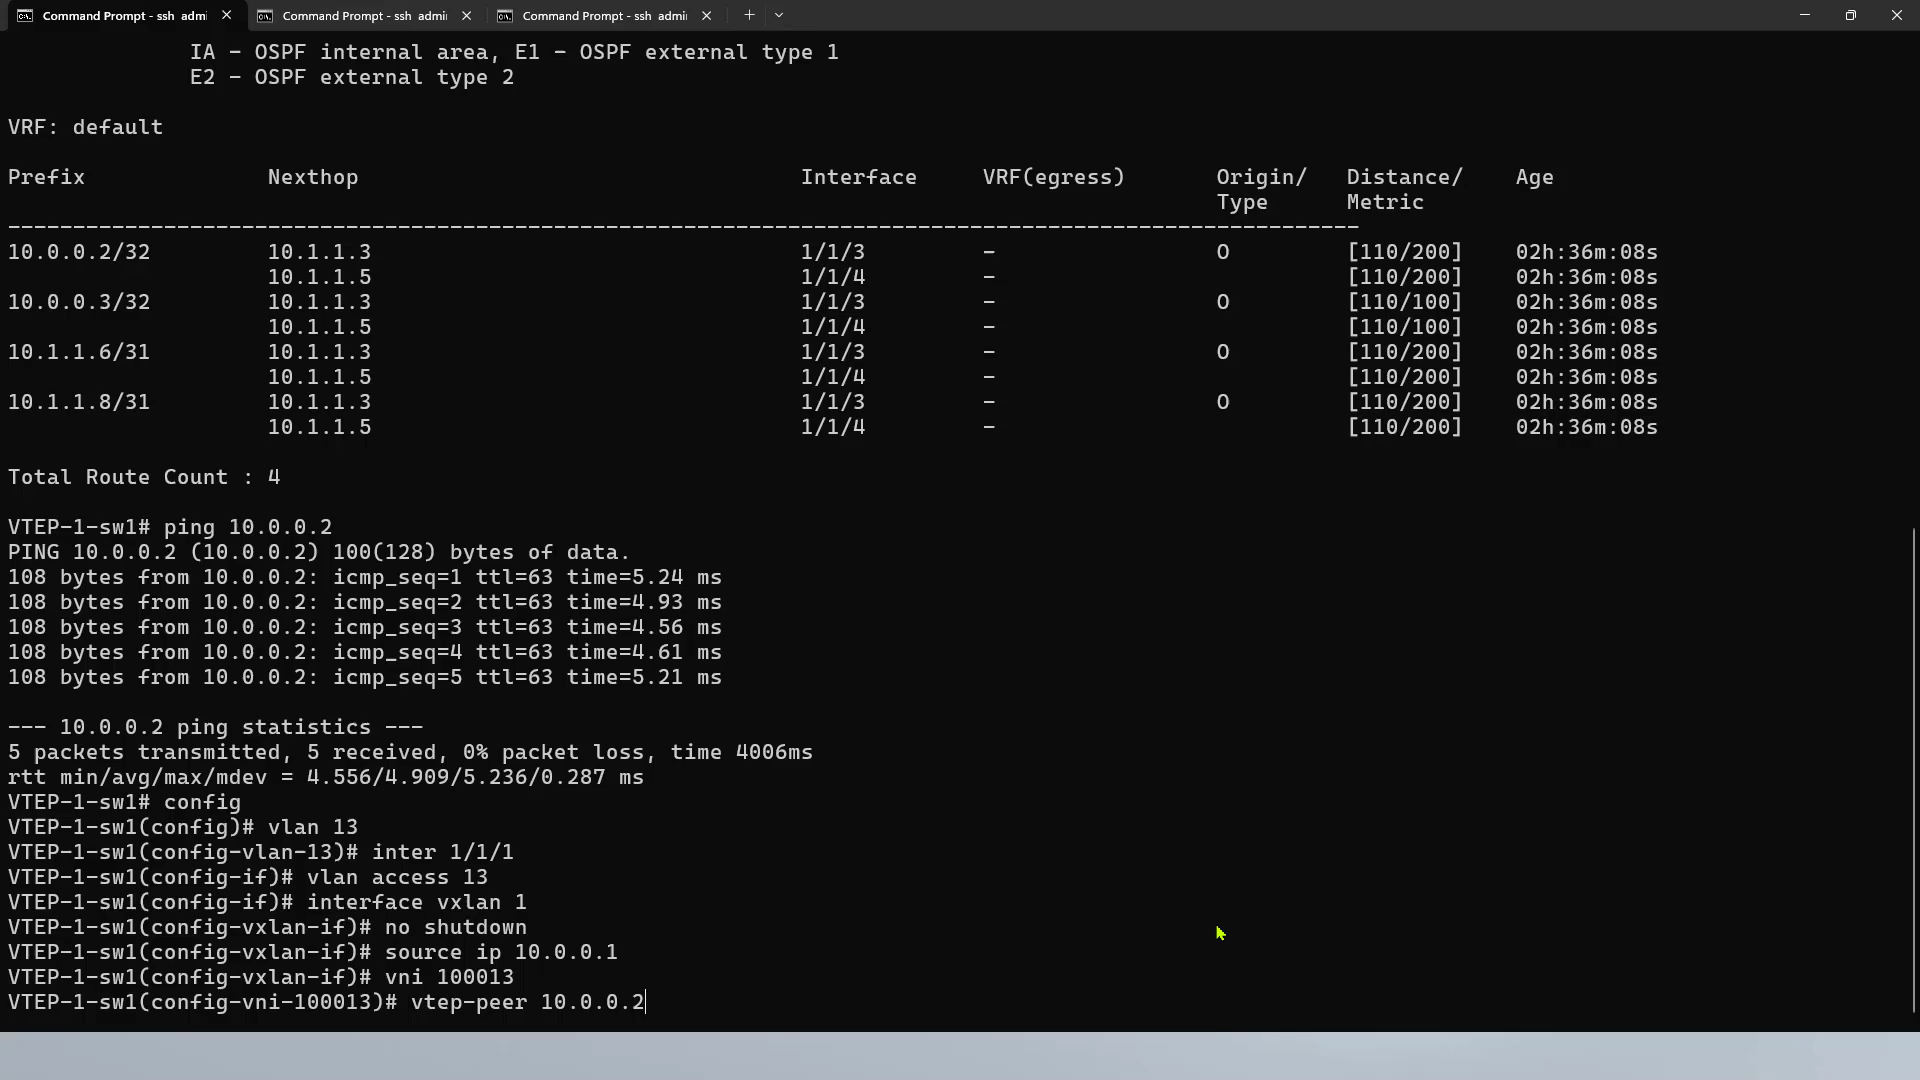 Command Prompt - ssh admi
Command Prompt - ssh admi
Command Prompt - ssh admi
IA - OSPF internal area, E1 - OSPF external type 1
E2 - OSPF external type 2
VRF: default
Prefix Nexthop Interface VRF(egress) Origin/ Distance/ Age
Type Metric
--------------------------------------------------------------------------------------------------------
10.0.0.2/32 10.1.1.3 1/1/3 - O [110/200] 02h:36m:08s
10.1.1.5 1/1/4 - [110/200] 02h:36m:08s
10.0.0.3/32 10.1.1.3 1/1/3 - O [110/100] 02h:36m:08s
10.1.1.5 1/1/4 - [110/100] 02h:36m:08s
10.1.1.6/31 10.1.1.3 1/1/3 - O [110/200] 02h:36m:08s
10.1.1.5 1/1/4 - [110/200] 02h:36m:08s
10.1.1.8/31 10.1.1.3 1/1/3 - O [110/200] 02h:36m:08s
10.1.1.5 1/1/4 - [110/200] 02h:36m:08s
Total Route Count : 4
VTEP-1-sw1# ping 10.0.0.2
PING 10.0.0.2 (10.0.0.2) 100(128) bytes of data.
108 bytes from 10.0.0.2: icmp_seq=1 ttl=63 time=5.24 ms
108 bytes from 10.0.0.2: icmp_seq=2 ttl=63 time=4.93 ms
108 bytes from 10.0.0.2: icmp_seq=3 ttl=63 time=4.56 ms
108 bytes from 10.0.0.2: icmp_seq=4 ttl=63 time=4.61 ms
108 bytes from 10.0.0.2: icmp_seq=5 ttl=63 time=5.21 ms
--- 10.0.0.2 ping statistics ---
5 packets transmitted, 5 received, 0% packet loss, time 4006ms
rtt min/avg/max/mdev = 4.556/4.909/5.236/0.287 ms
VTEP-1-sw1# config
VTEP-1-sw1(config)# vlan 13
VTEP-1-sw1(config-vlan-13)# inter 1/1/1
VTEP-1-sw1(config-if)# vlan access 13
VTEP-1-sw1(config-if)# interface vxlan 1
VTEP-1-sw1(config-vxlan-if)# no shutdown
VTEP-1-sw1(config-vxlan-if)# source ip 10.0.0.1
VTEP-1-sw1(config-vxlan-if)# vni 100013
VTEP-1-sw1(config-vni-100013)# vtep-peer 10.0.0.2